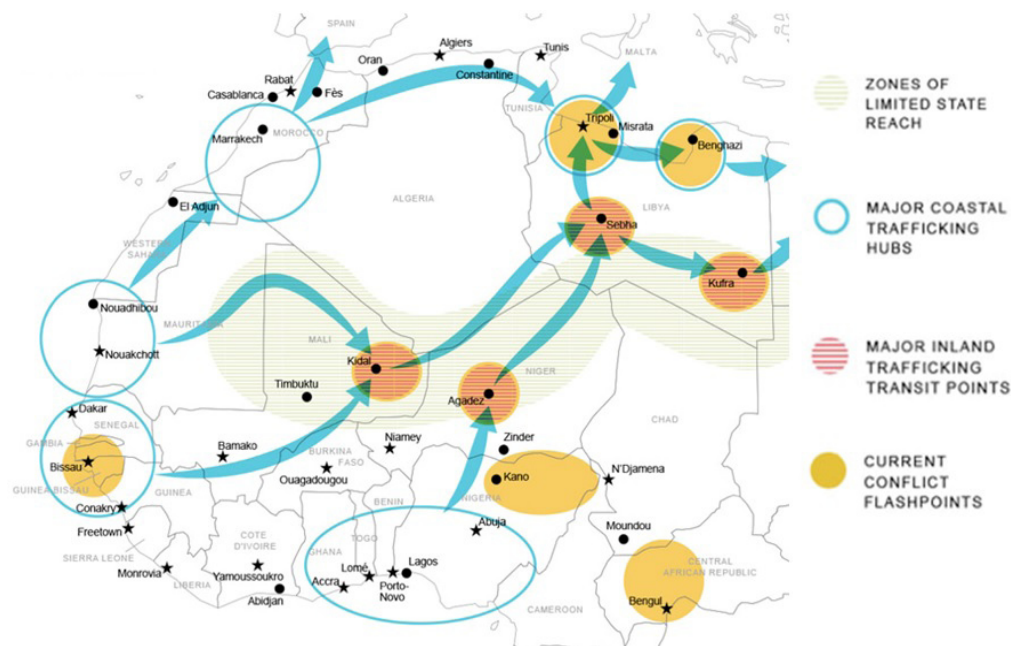 SPAIN
Algiers
Tunis
MALTA
Oran
Constantine
Rabat
Casablanca
Fès
TUNISIA
Tripoli
Misrata
Marrakech
MOROCCO
Benghazi
ALGERIA
El Adjun
LIBYA
Sebha
WESTERN
SAHARA
Kufra
Nouadhibou
MAURITANIA
MALI
Nouakchott
Kidal
NIGER
Timbuktu
Agadez
Dakar
SENEGAL
CHAD
GAMBIA
Niamey
Zinder
Bamako
BURKINA
FASO
Bissau
Ouagadougou
Kano
N'Djamena
GUINEA-BISSAU
GUINEA
BENIN
NIGERIA
Conakry
Abuja
Freetown
Moundou
COTE
D'IVOIRE
TOGO
GHANA
SIERRA LEONE
Lomé
Lagos
CENTRAL
AFRICAN REPUBLIC
Monrovia
Yamoussoukro
LIBERIA
Accra
Porto-
Novo
Abidjan
Bengul
CAMEROON
ZONES OF
LIMITED STATE
REACH
MAJOR COASTAL
TRAFFICKING
HUBS
MAJOR INLAND
TRAFFICKING
TRANSIT POINTS
CURRENT
CONFLICT
FLASHPOINTS